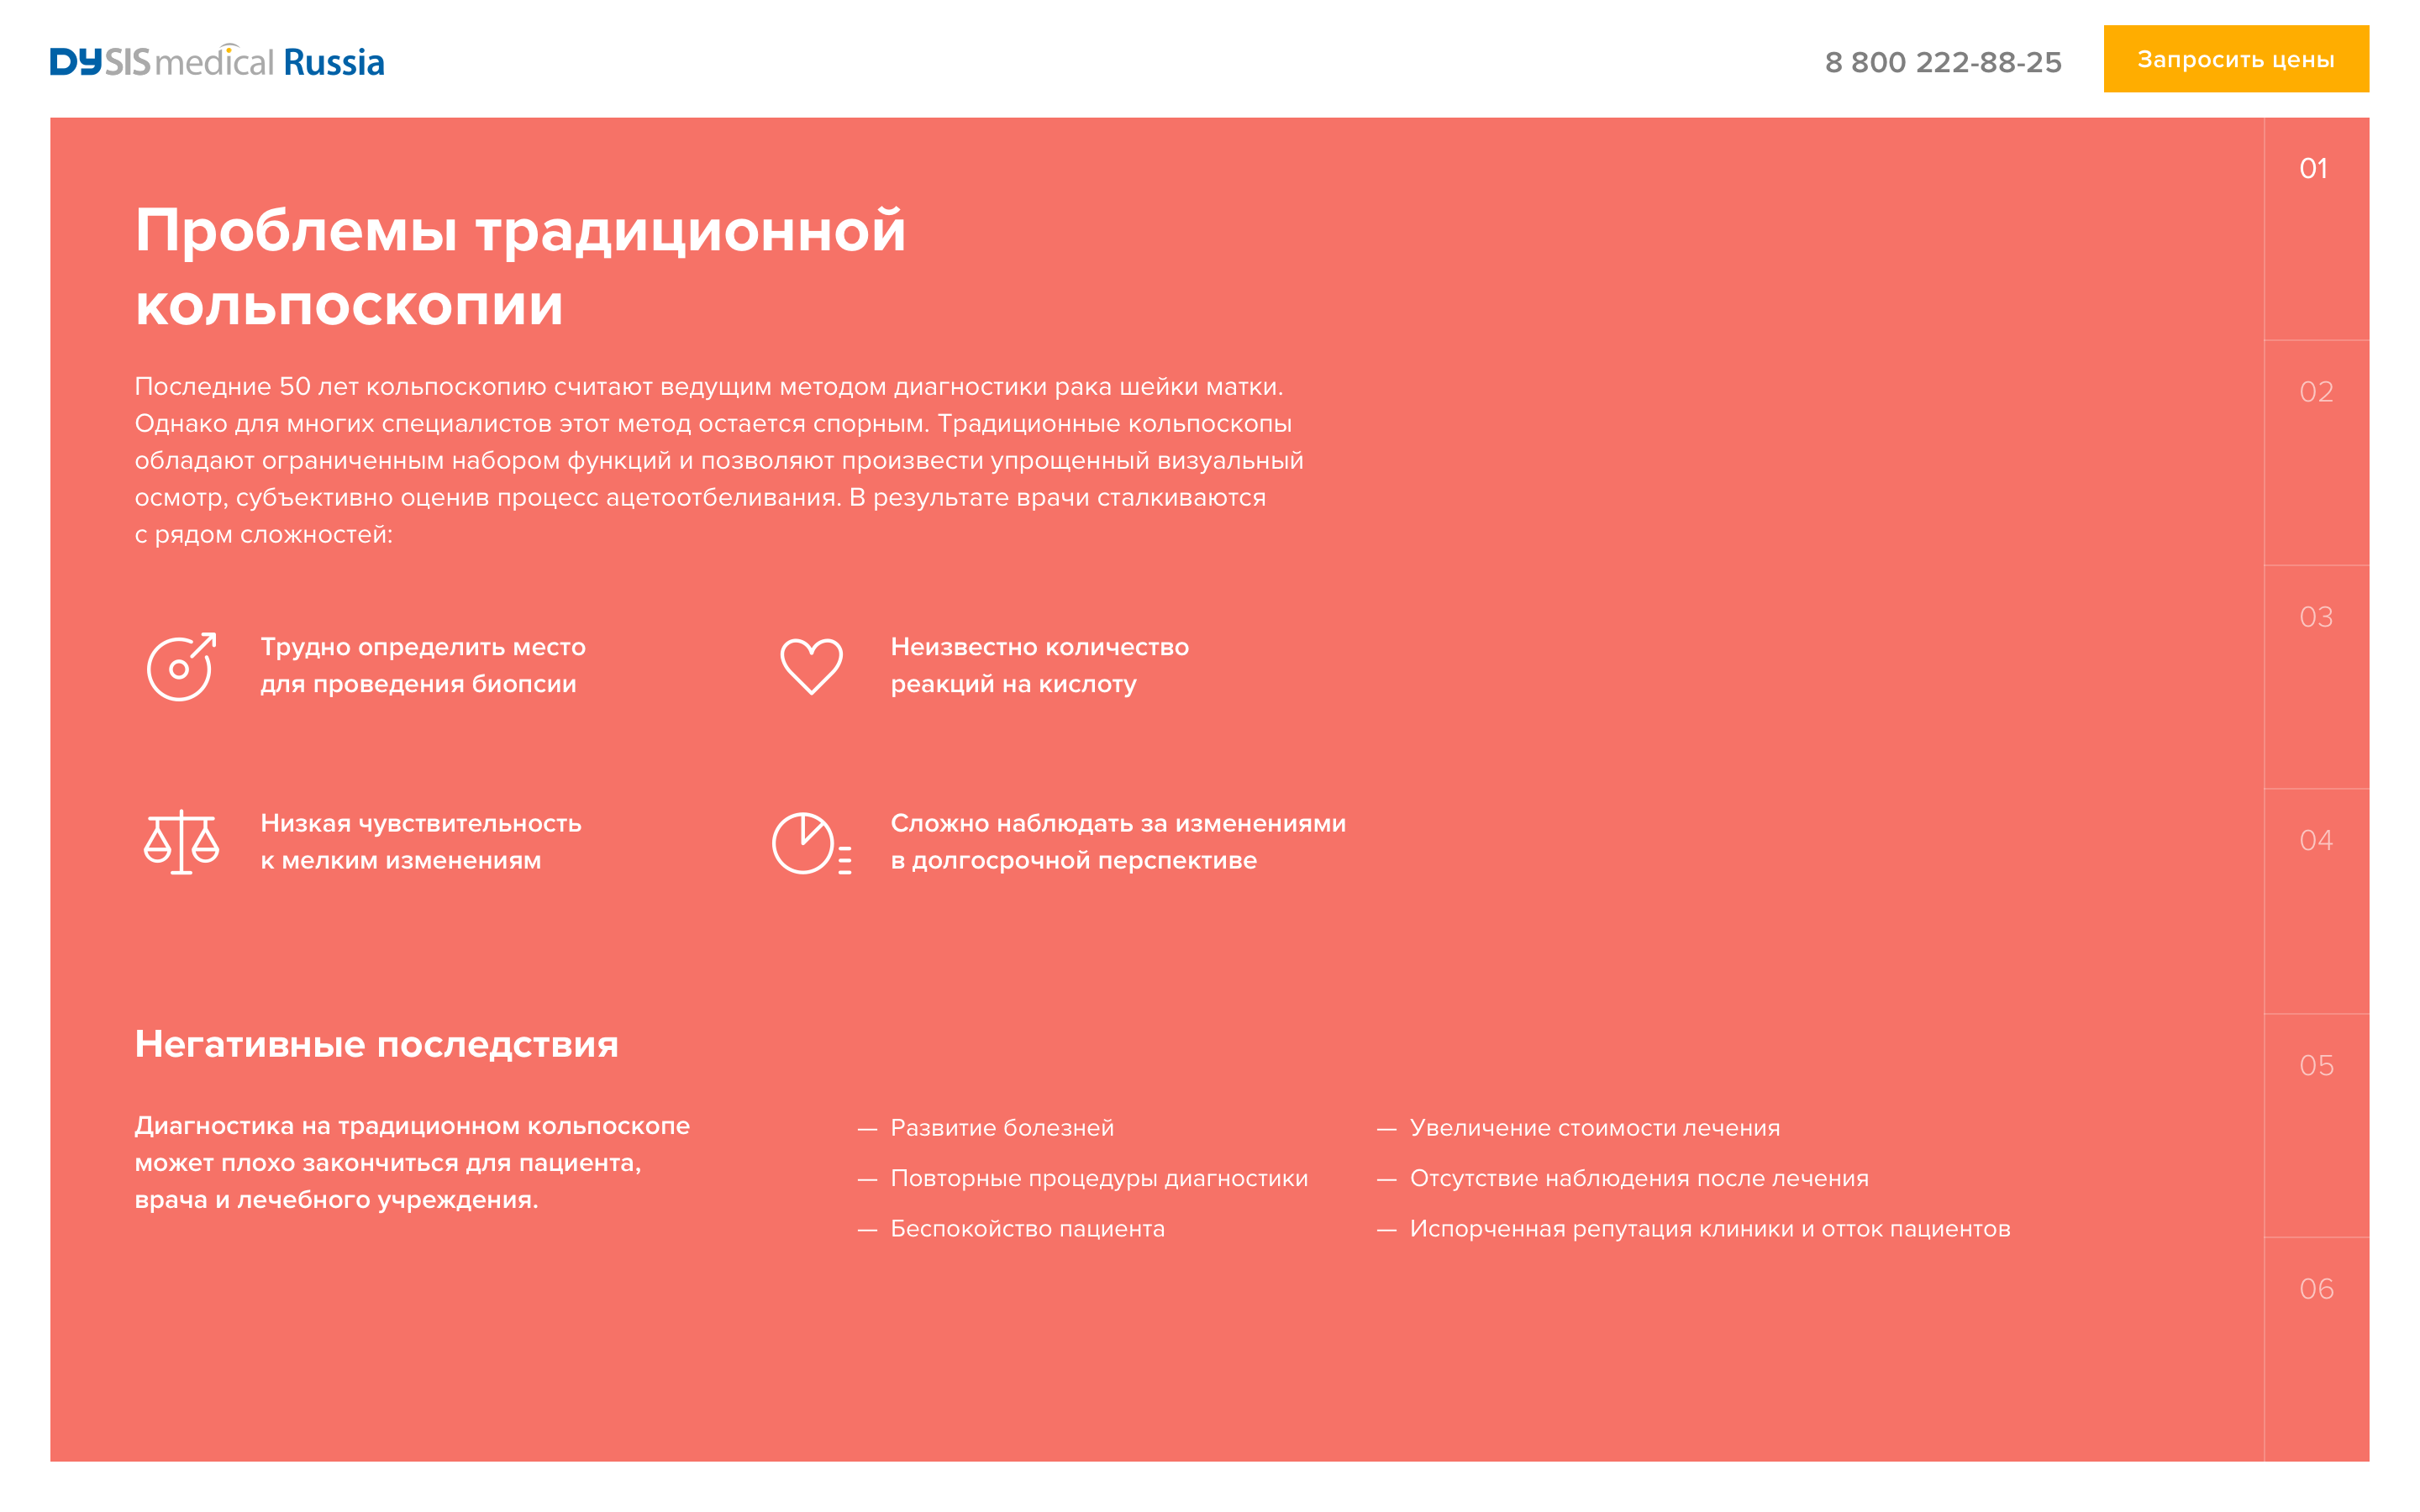 DYSIS medical Russia
8 800 222-88-25
Запросить цены
01
Проблемы традиционной
кольпоскопии
Последние 50 лет кольпоскопию считают ведущим методом диагностики рака шейки матки.
Однако для многих специалистов этот метод остается спорным. Традиционные кольпоскопы
обладают ограниченным набором функций и позволяют произвести упрощенный визуальный
осмотр, субъективно оценив процесс ацетоотбеливания. В результате врачи сталкиваются
с рядом сложностей:
02
03
Трудно определить место
для проведения биопсии
Неизвестно количество
реакций на кислоту
Низкая чувствительность
к мелким изменениям
Сложно наблюдать за изменениями
в долгосрочной перспективе
04
Негативные последствия
05
Диагностика на традиционном кольпоскопе
может плохо закончиться для пациента,
врача и лечебного учреждения.
— Развитие болезней
— Повторные процедуры диагностики
— Беспокойство пациента
— Увеличение стоимости лечения
— Отсутствие наблюдения после лечения
— Испорченная репутация клиники и отток пациентов
06